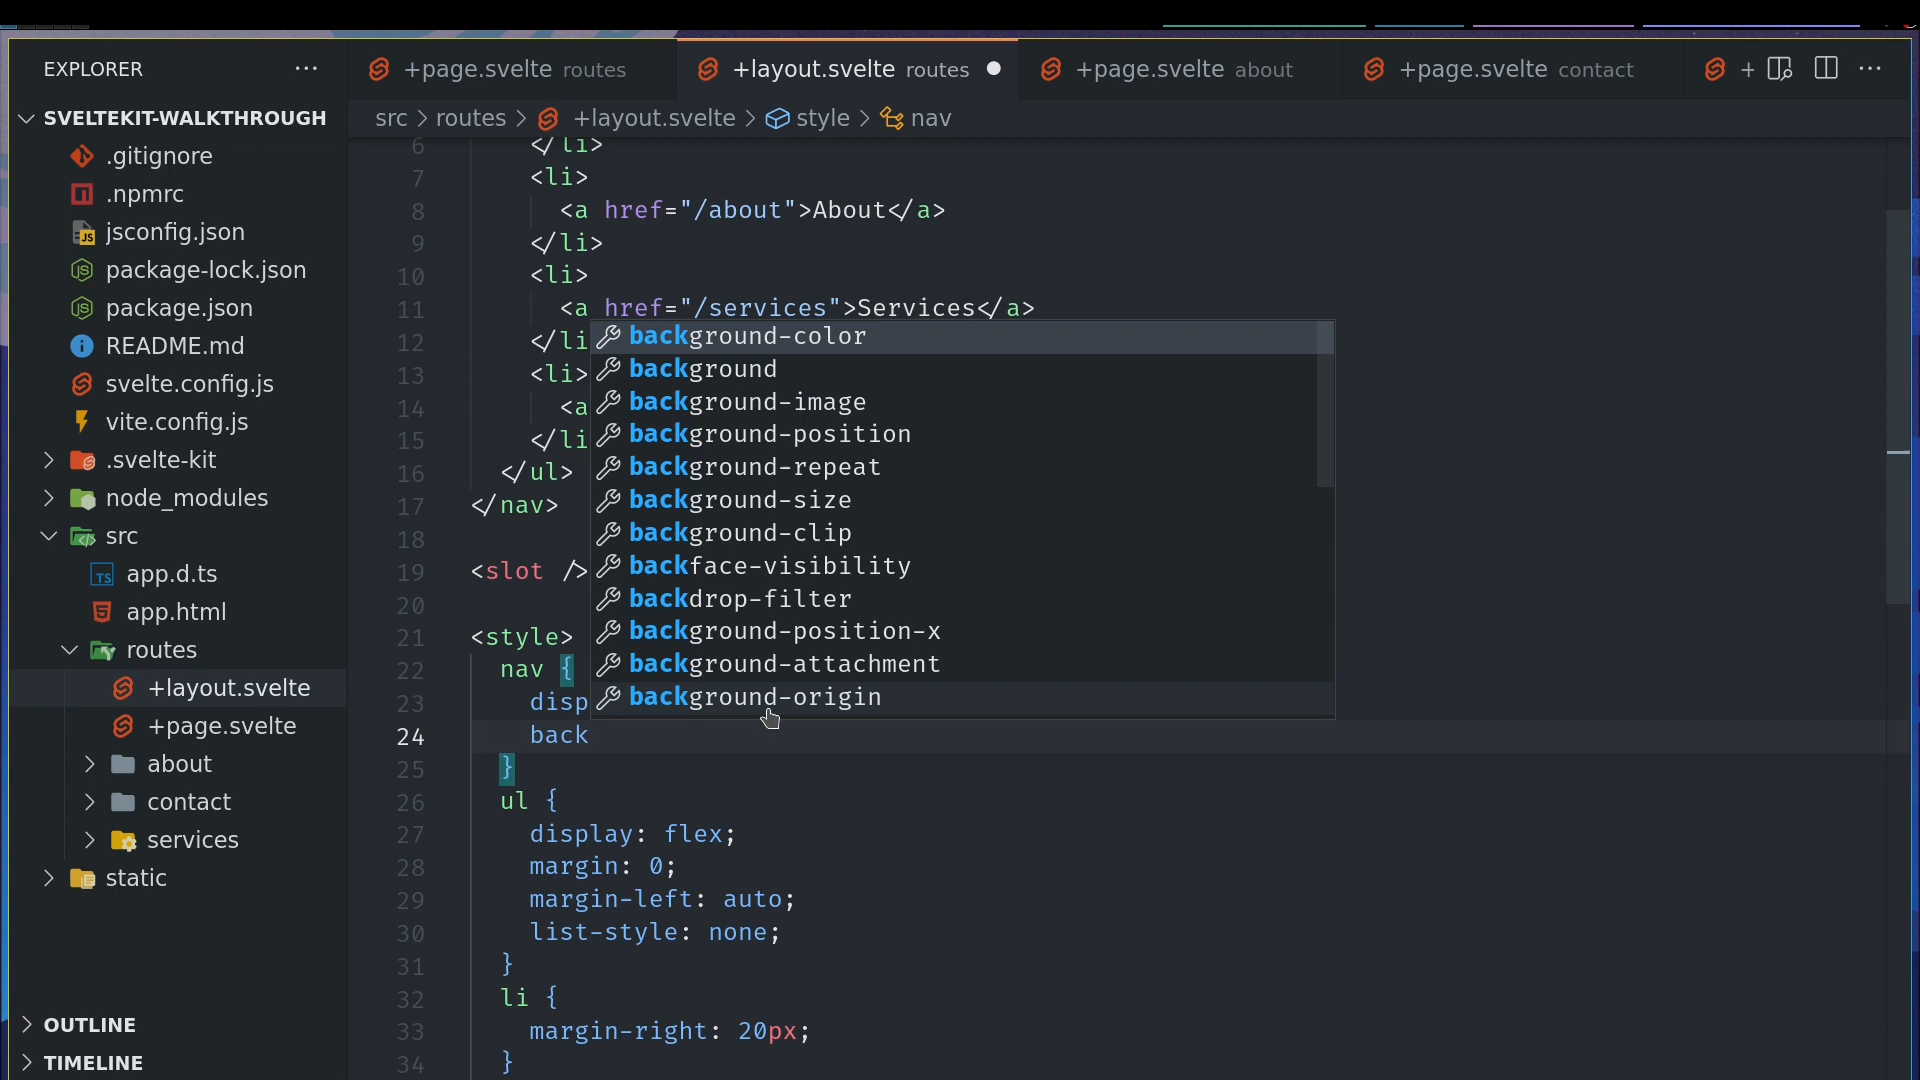 EXPLORER
SVELTEKIT-WALKTHROUGH
.gitignore
.npmrc
jsconfig.json
package-lock.json
package.json
README.md
svelte.config.js
vite.config.js
.svelte-kit
node_modules
src
app.d.ts
app.html
routes
+layout.svelte
+page.svelte
about
contact
services
static
OUTLINE
TIMELINE
+page.svelte routes
+layout.svelte routes
+page.svelte about
+page.svelte contact
+
src > routes > +layout.svelte > style > nav
6 </li>
7 <li>
8 <a href="/about">About</a>
9 </li>
10 <li>
11 <a href="/services">Services</a>
12 </li
13 <li>
14 <a
15 </li
16 </ul>
17 </nav>
18
19 <slot />
20
21 <style>
22 nav {
23 disp
24 back
25 }
26 ul {
27 display: flex;
28 margin: 0;
29 margin-left: auto;
30 list-style: none;
31 }
32 li {
33 margin-right: 20px;
34 }
background-color
background
background-image
background-position
background-repeat
background-size
background-clip
backface-visibility
backdrop-filter
background-position-x
background-attachment
background-origin